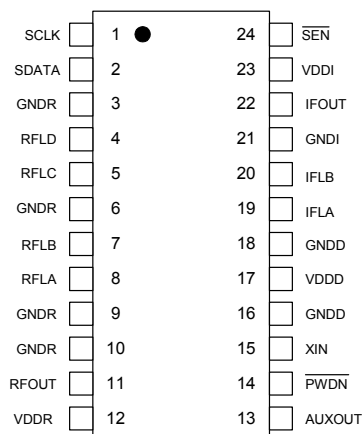 SCLK 1 24 S̅E̅N̅
SDATA 2 23 VDDI
GNDR 3 22 IFOUT
RFLD 4 21 GNDI
RFLC 5 20 IFLB
GNDR 6 19 IFLA
RFLB 7 18 GNDD
RFLA 8 17 VDDD
GNDR 9 16 GNDD
GNDR 10 15 XIN
RFOUT 11 14 P̅W̅D̅N̅
VDDR 12 13 AUXOUT